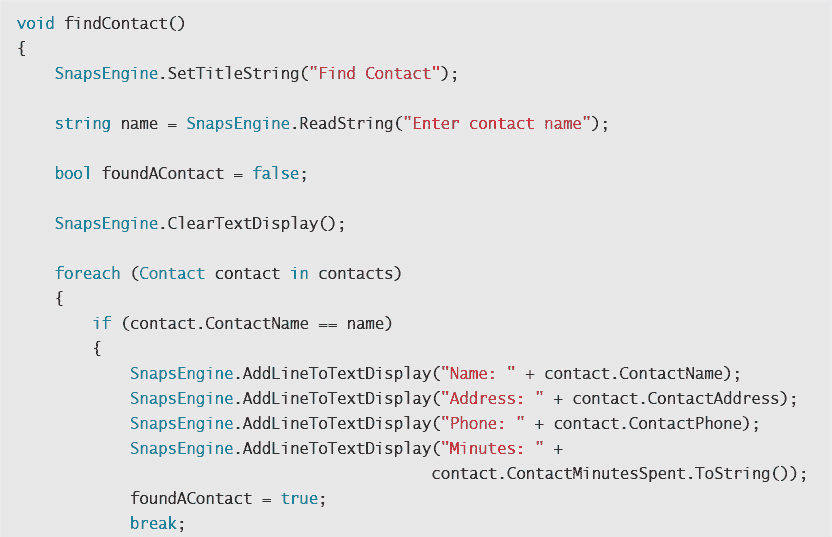 void findContact()
{
    SnapsEngine.SetTitleString("Find Contact");
    string name = SnapsEngine.ReadString("Enter contact name");
    bool foundAContact = false;
    SnapsEngine.ClearTextDisplay();
    foreach (Contact contact in contacts)
    {
        if (contact.ContactName == name)
        {
            SnapsEngine.AddLineToTextDisplay("Name: " + contact.ContactName);
            SnapsEngine.AddLineToTextDisplay("Address: " + contact.ContactAddress);
            SnapsEngine.AddLineToTextDisplay("Phone: " + contact.ContactPhone);
            SnapsEngine.AddLineToTextDisplay("Minutes: " +
                                            contact.ContactMinutesSpent.ToString());
            foundAContact = true;
            break;